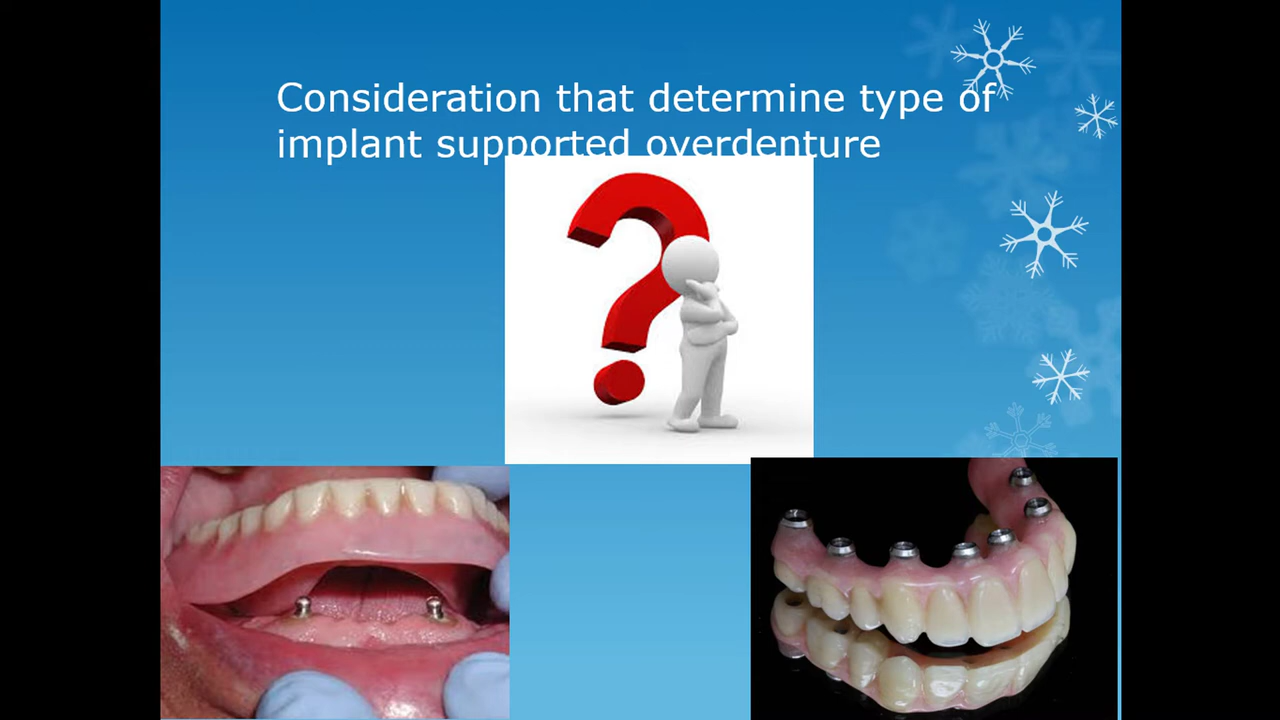 Consideration that determine type of
implant supported overdenture